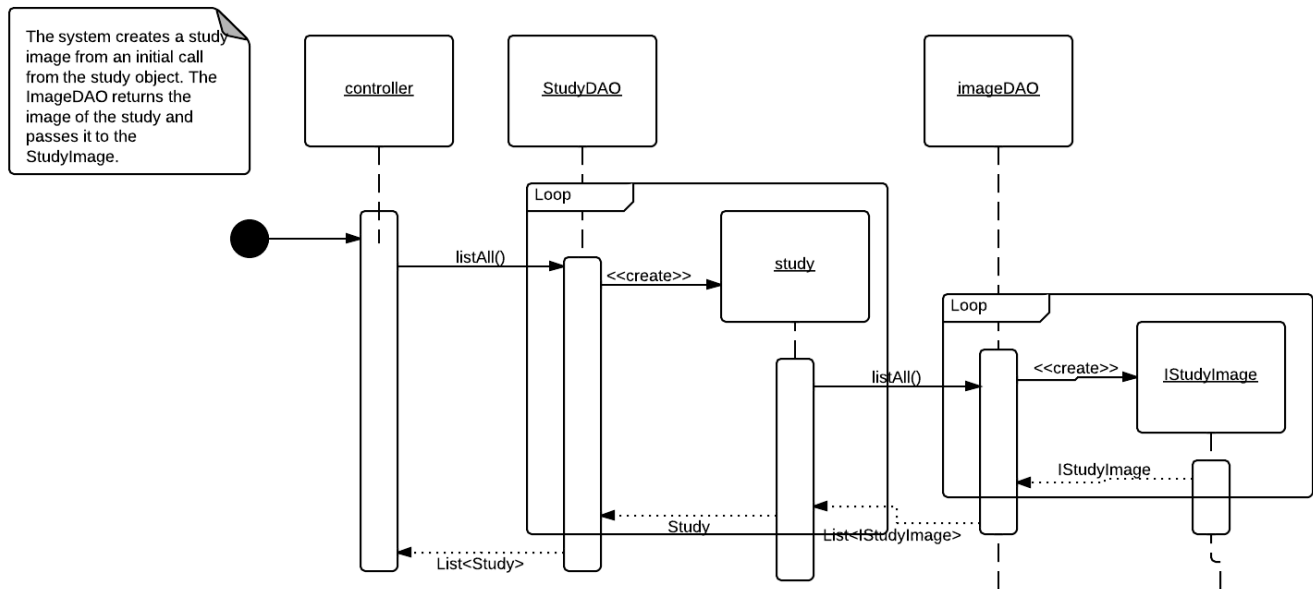 The system creates a study
image from an initial call
from the study object. The
ImageDAO returns the
image of the study and
passes it to the
StudyImage.
controller
StudyDAO
imageDAO
Loop
study
listAll()
<<create>>
Loop
IStudyImage
listAll()
<<create>>
IStudyImage
Study
List<IStudyImage>
List<Study>